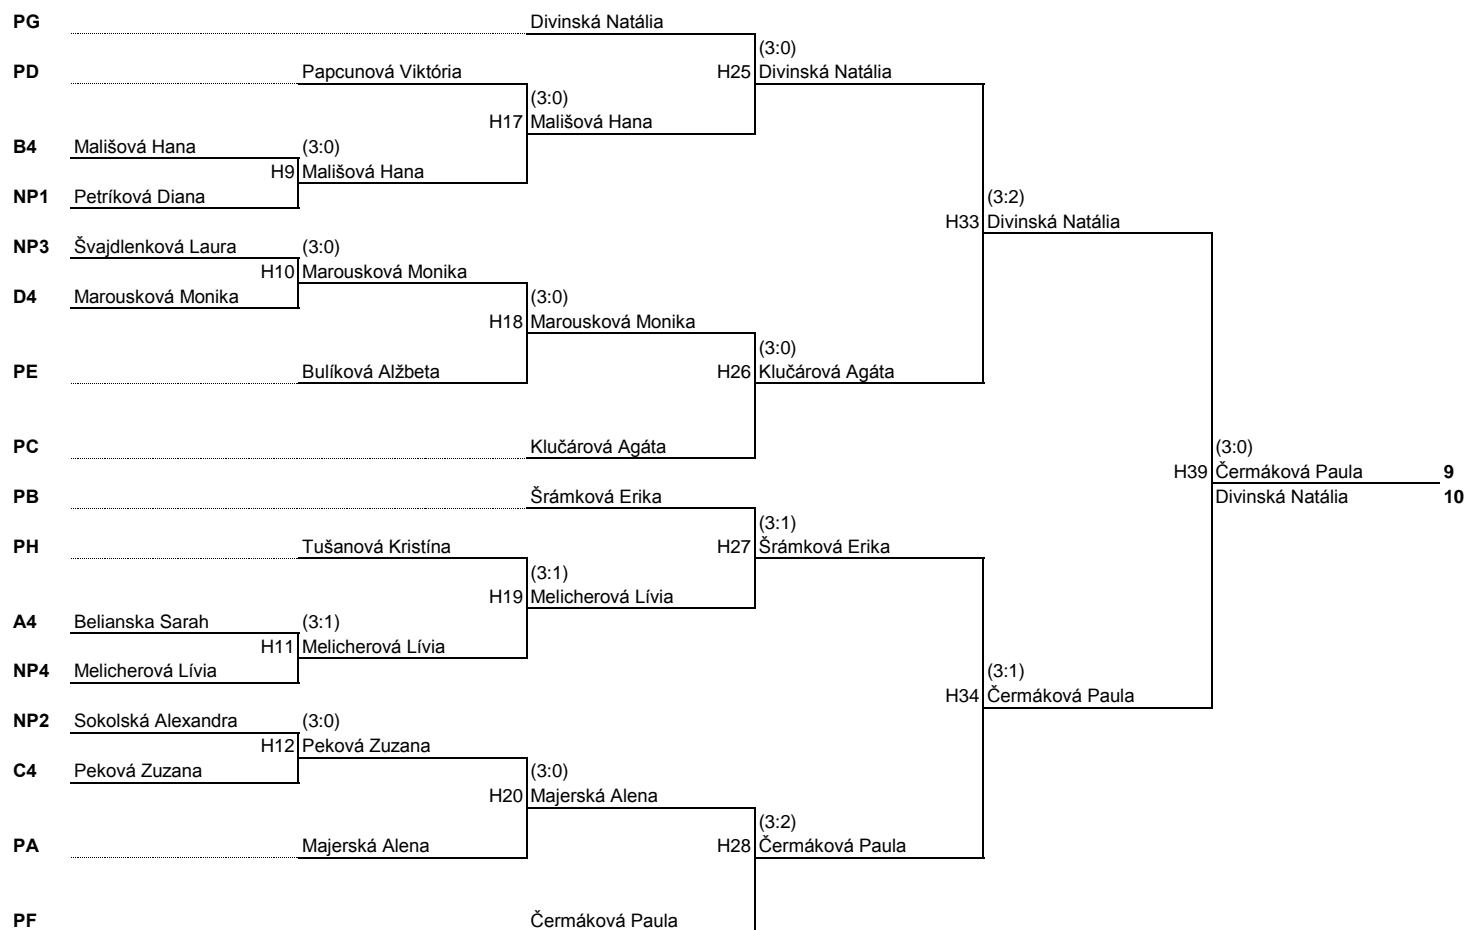 PG Divinská Natália
(3:0)
PD Papcunová Viktória H25 Divinská Natália
(3:0)
H17 Mališová Hana
B4 Mališová Hana (3:0)
H9 Mališová Hana
NP1 Petríková Diana (3:2)
H33 Divinská Natália
NP3 Švajdlenková Laura (3:0)
H10 Marousková Monika
D4 Marousková Monika (3:0)
H18 Marousková Monika
(3:0)
PE Bulíková Alžbeta H26 Klučárová Agáta
PC Klučárová Agáta (3:0)
H39 Čermáková Paula 9
PB Šrámková Erika Divinská Natália 10
(3:1)
PH Tušanová Kristína H27 Šrámková Erika
(3:1)
H19 Melicherová Lívia
A4 Belianska Sarah (3:1)
H11 Melicherová Lívia
NP4 Melicherová Lívia (3:1)
H34 Čermáková Paula
NP2 Sokolská Alexandra (3:0)
H12 Peková Zuzana
C4 Peková Zuzana (3:0)
H20 Majerská Alena
(3:2)
PA Majerská Alena H28 Čermáková Paula
PF Čermáková Paula